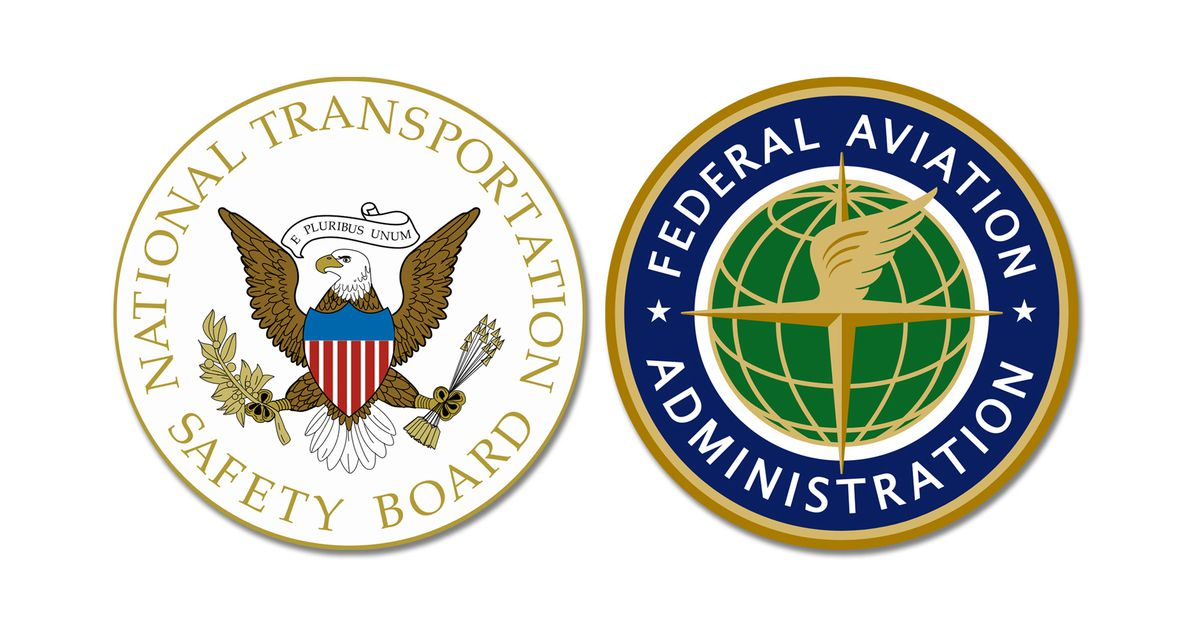 NATIONAL TRANSPORTATION
SAFETY BOARD
E PLURIBUS UNUM
FEDERAL AVIATION
ADMINISTRATION